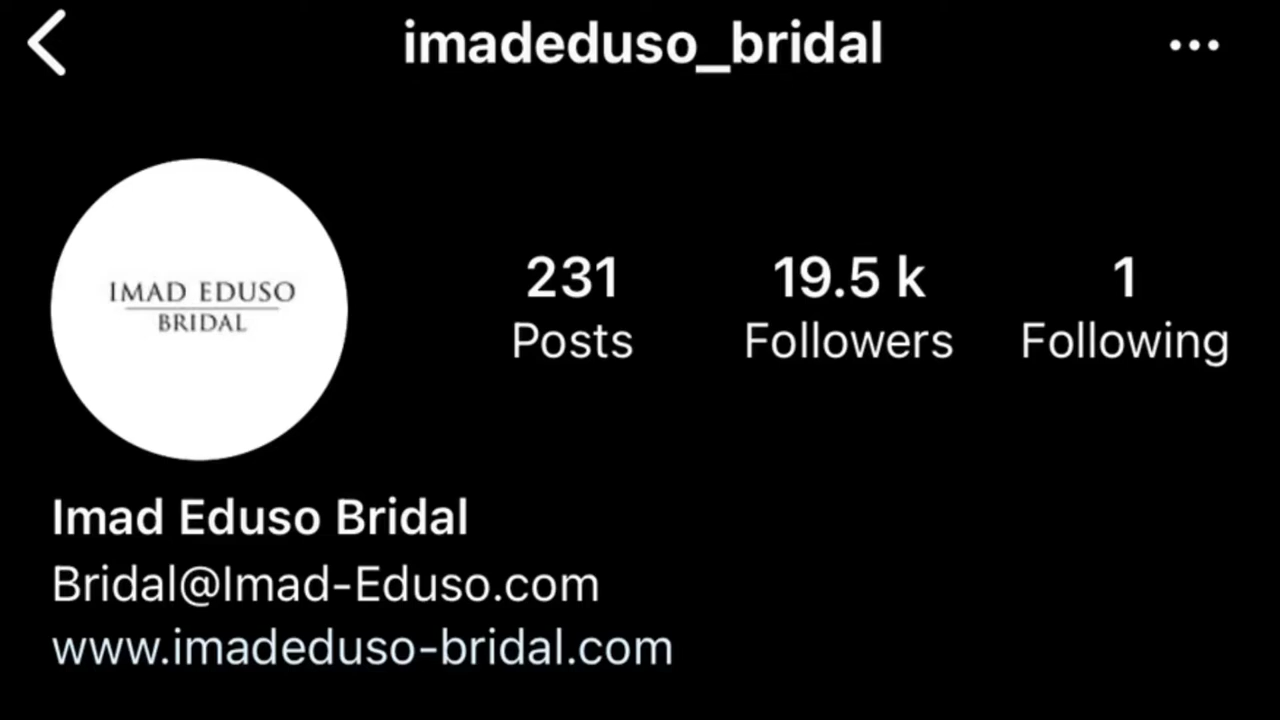 imadeduso_bridal
IMAD EDUSO
BRIDAL
231
Posts
19.5 k
Followers
1
Following
Imad Eduso Bridal
Bridal@Imad-Eduso.com
www.imadeduso-bridal.com